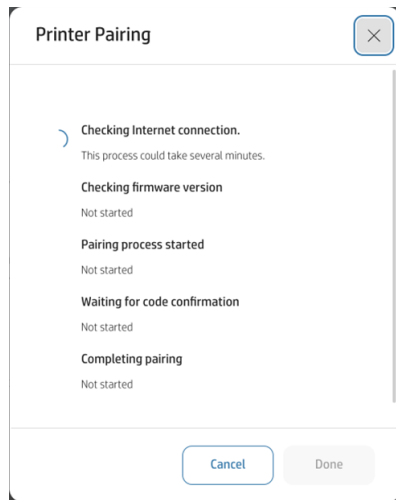 Printer Pairing
Checking Internet connection.
This process could take several minutes.
Checking firmware version
Not started
Pairing process started
Not started
Waiting for code confirmation
Not started
Completing pairing
Not started
Cancel
Done